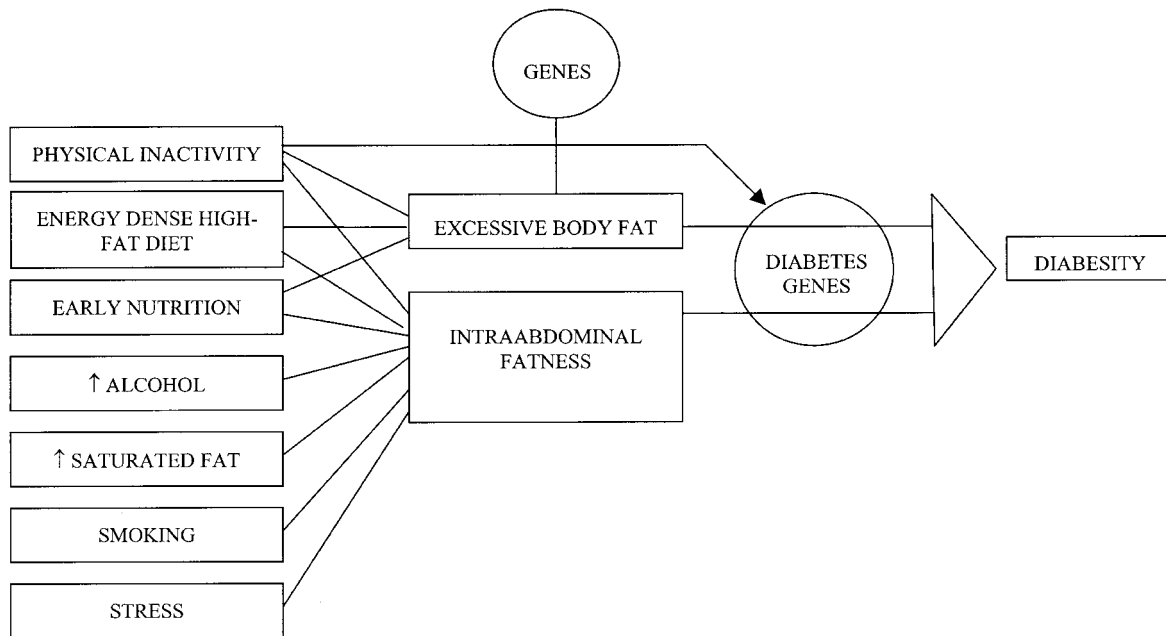 GENES
PHYSICAL INACTIVITY
ENERGY DENSE HIGH-
FAT DIET
EXCESSIVE BODY FAT
DIABETES
GENES
DIABESITY
EARLY NUTRITION
INTRAABDOMINAL
FATNESS
↑ ALCOHOL
↑ SATURATED FAT
SMOKING
STRESS